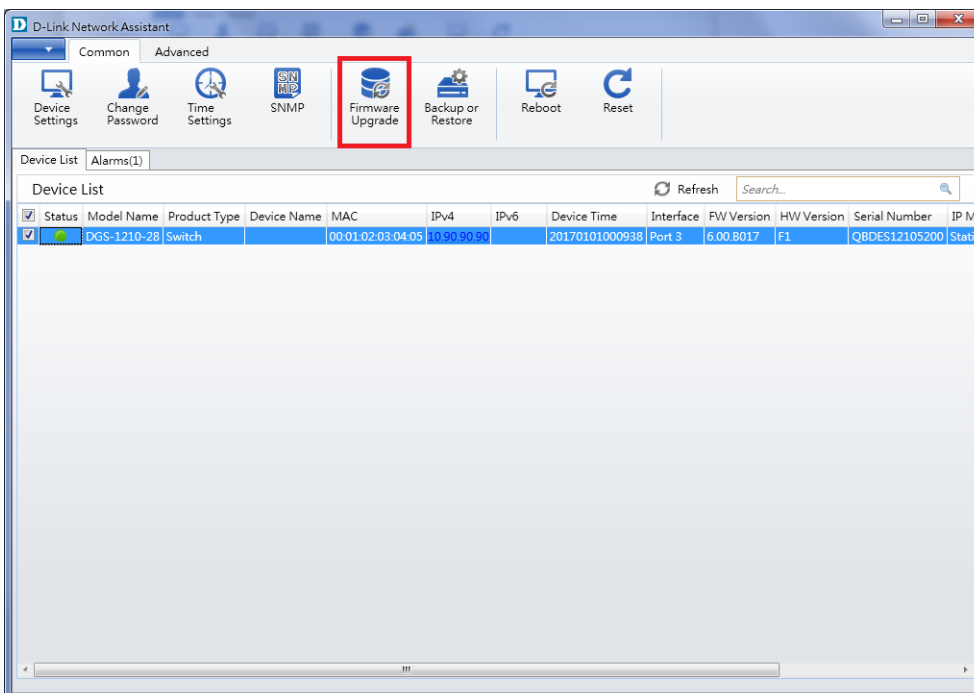 D D-Link Network Assistant
Common Advanced
Device Settings
Change Password
Time Settings
SN MP SNMP
Firmware Upgrade
Backup or Restore
Reboot
Reset
Device List Alarms(1)
Device List Refresh Search...
Status Model Name Product Type Device Name MAC IPv4 IPv6 Device Time Interface FW Version HW Version Serial Number IP M
DGS-1210-28 Switch 00:01:02:03:04:05 10.90.90.90 20170101000938 Port 3 6.00.B017 F1 QBDES12105200 Stati